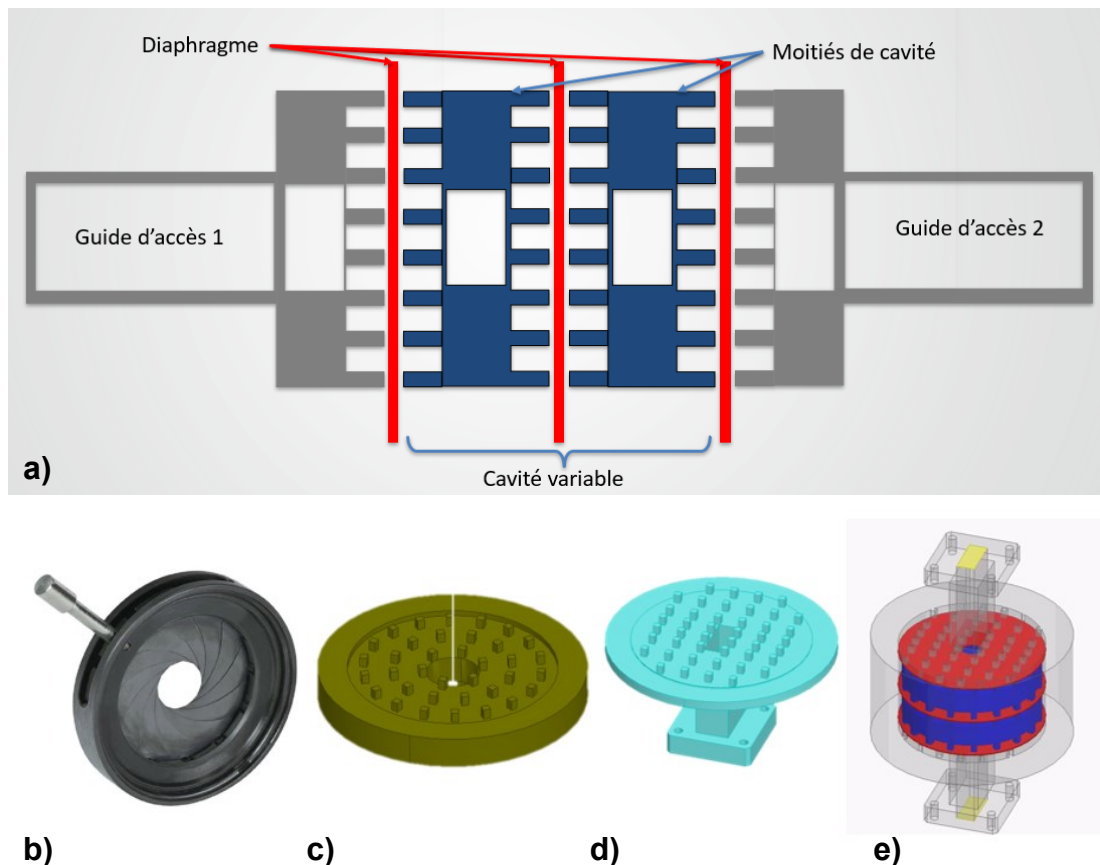 Diaphragme
Moitiés de cavité
Guide d'accès 1
Guide d'accès 2
Cavité variable
a)
b)
c)
d)
e)